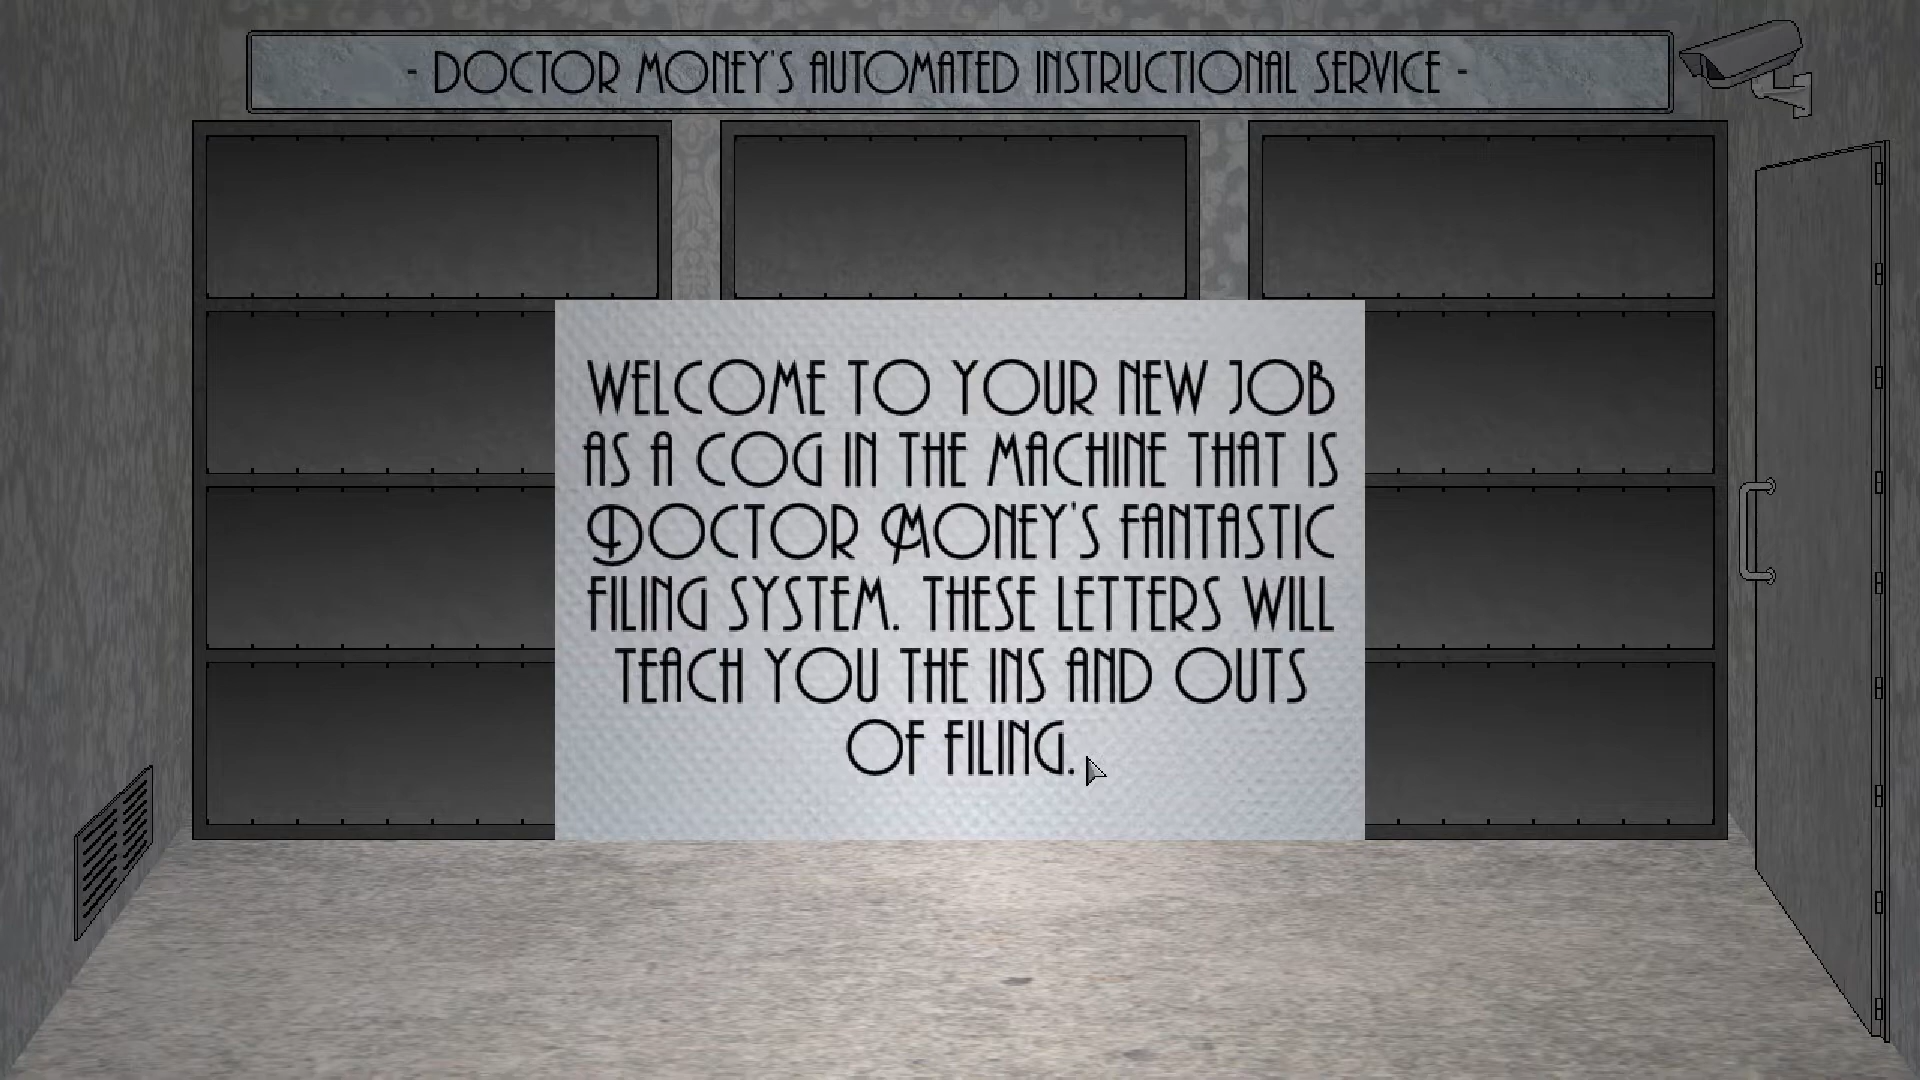 - DOCTOR MONEY'S AUTOMATED INSTRUCTIONAL SERVICE -
WELCOME TO YOUR NEW JOB
AS A COG IN THE MACHINE THAT IS
DOCTOR MONEY'S FANTASTIC
FILING SYSTEM. THESE LETTERS WILL
TEACH YOU THE INS AND OUTS
OF FILING.